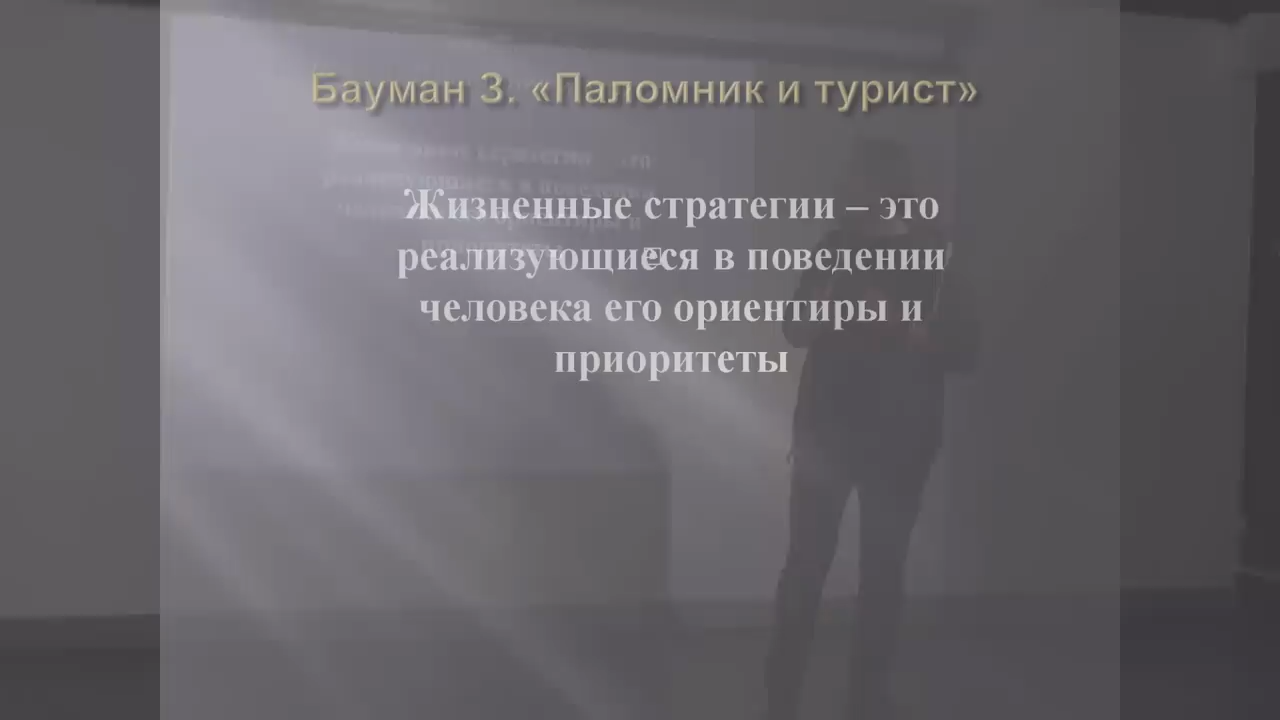 Бауман З. «Паломник и турист»
Жизненные стратегии – это
реализующиеся в поведении
человека его ориентиры и
приоритеты